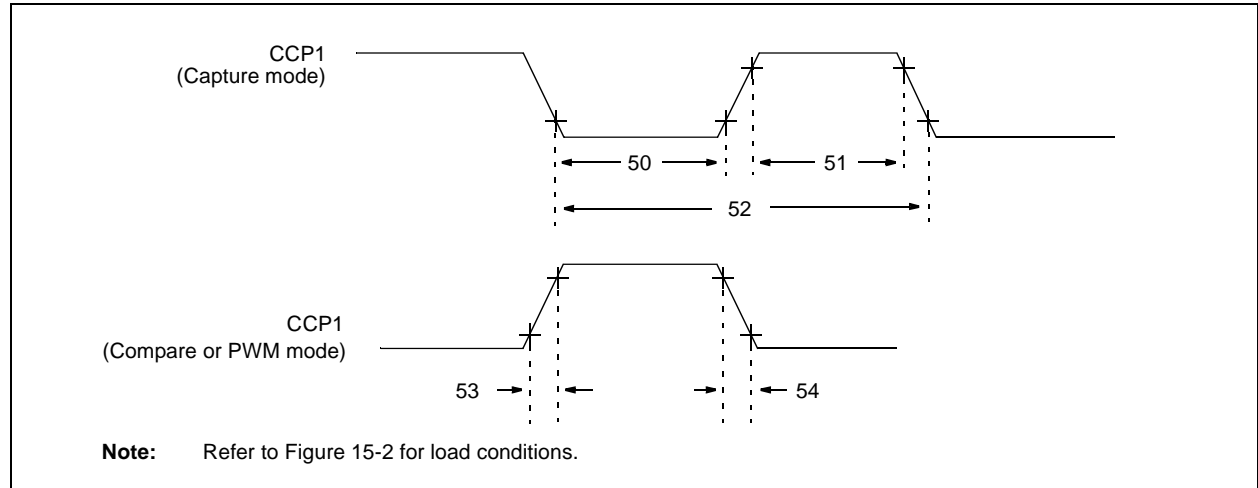 CCP1
(Capture mode)
50
51
52
CCP1
(Compare or PWM mode)
53
54
Note: Refer to Figure 15-2 for load conditions.